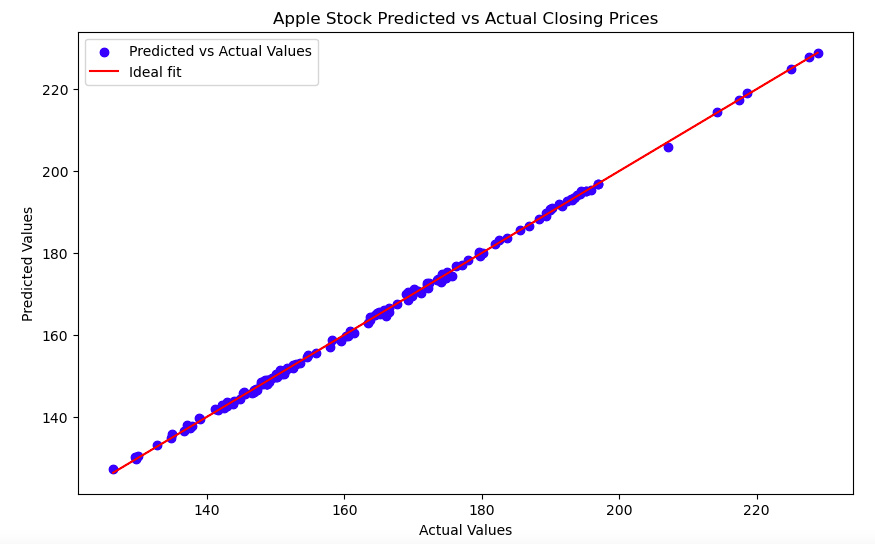 Apple Stock Predicted vs Actual Closing Prices
Predicted vs Actual Values
Ideal fit
220
200
180
160
140
Predicted Values
140 160 180 200 220
Actual Values